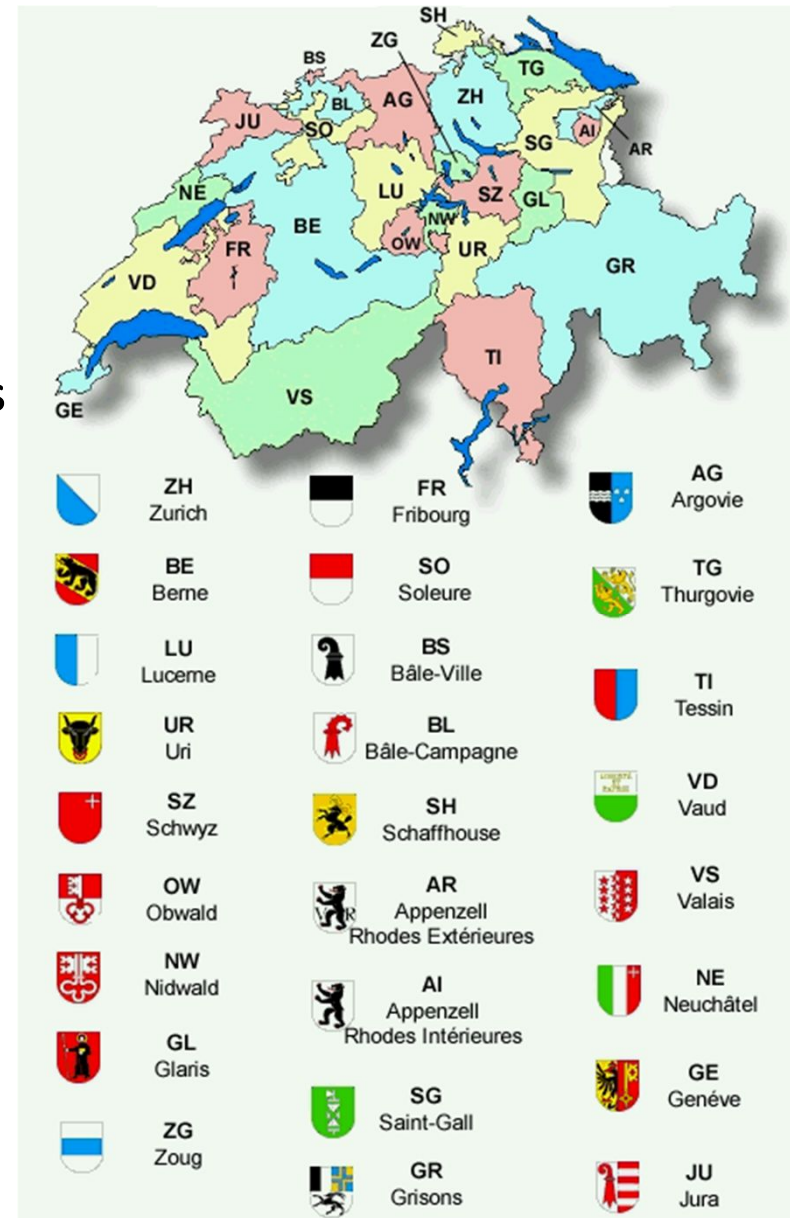 SH
ZG
BS
TG
BL
AG
ZH
JU
SO
SG
AI
AR
NE
LU
SZ
GL
BE
NW
OW
FR
UR
GR
VD
TI
VS
GE
s
ZH
Zurich
BE
Berne
LU
Lucerne
UR
Uri
SZ
Schwyz
OW
Obwald
NW
Nidwald
GL
Glaris
ZG
Zoug
FR
Fribourg
SO
Soleure
BS
Bâle-Ville
BL
Bâle-Campagne
SH
Schaffhouse
AR
Appenzell
Rhodes Extérieures
V R
AI
Appenzell
Rhodes Intérieures
SG
Saint-Gall
GR
Grisons
AG
Argovie
TG
Thurgovie
TI
Tessin
VD
Vaud
LIBERTÉ
ET
PATRIE
VS
Valais
NE
Neuchâtel
GE
Genéve
JU
Jura